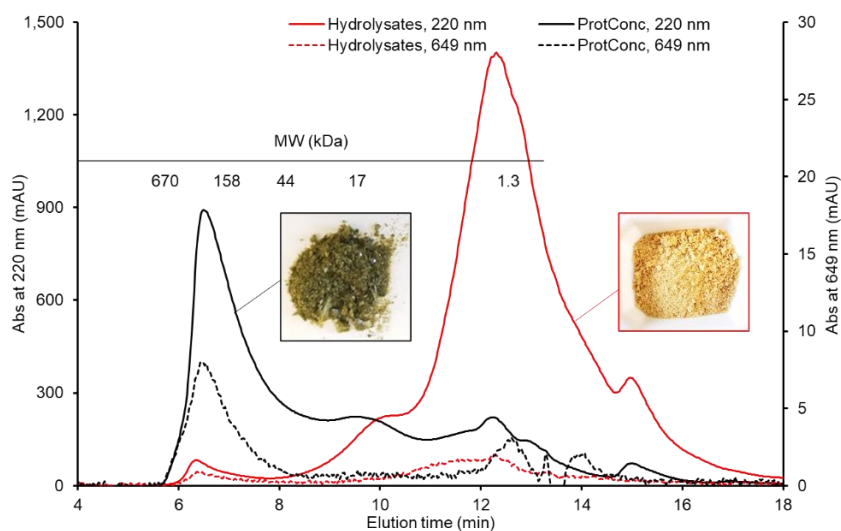 Hydrolysates, 220 nm
ProtConc, 220 nm
Hydrolysates, 649 nm
ProtConc, 649 nm
1,500
1,200
900
600
300
0
Abs at 220 nm (mAU)
30
25
20
15
10
5
0
Abs at 649 nm (mAU)
MW (kDa)
670 158 44 17 1.3
4 6 8 10 12 14 16 18
Elution time (min)